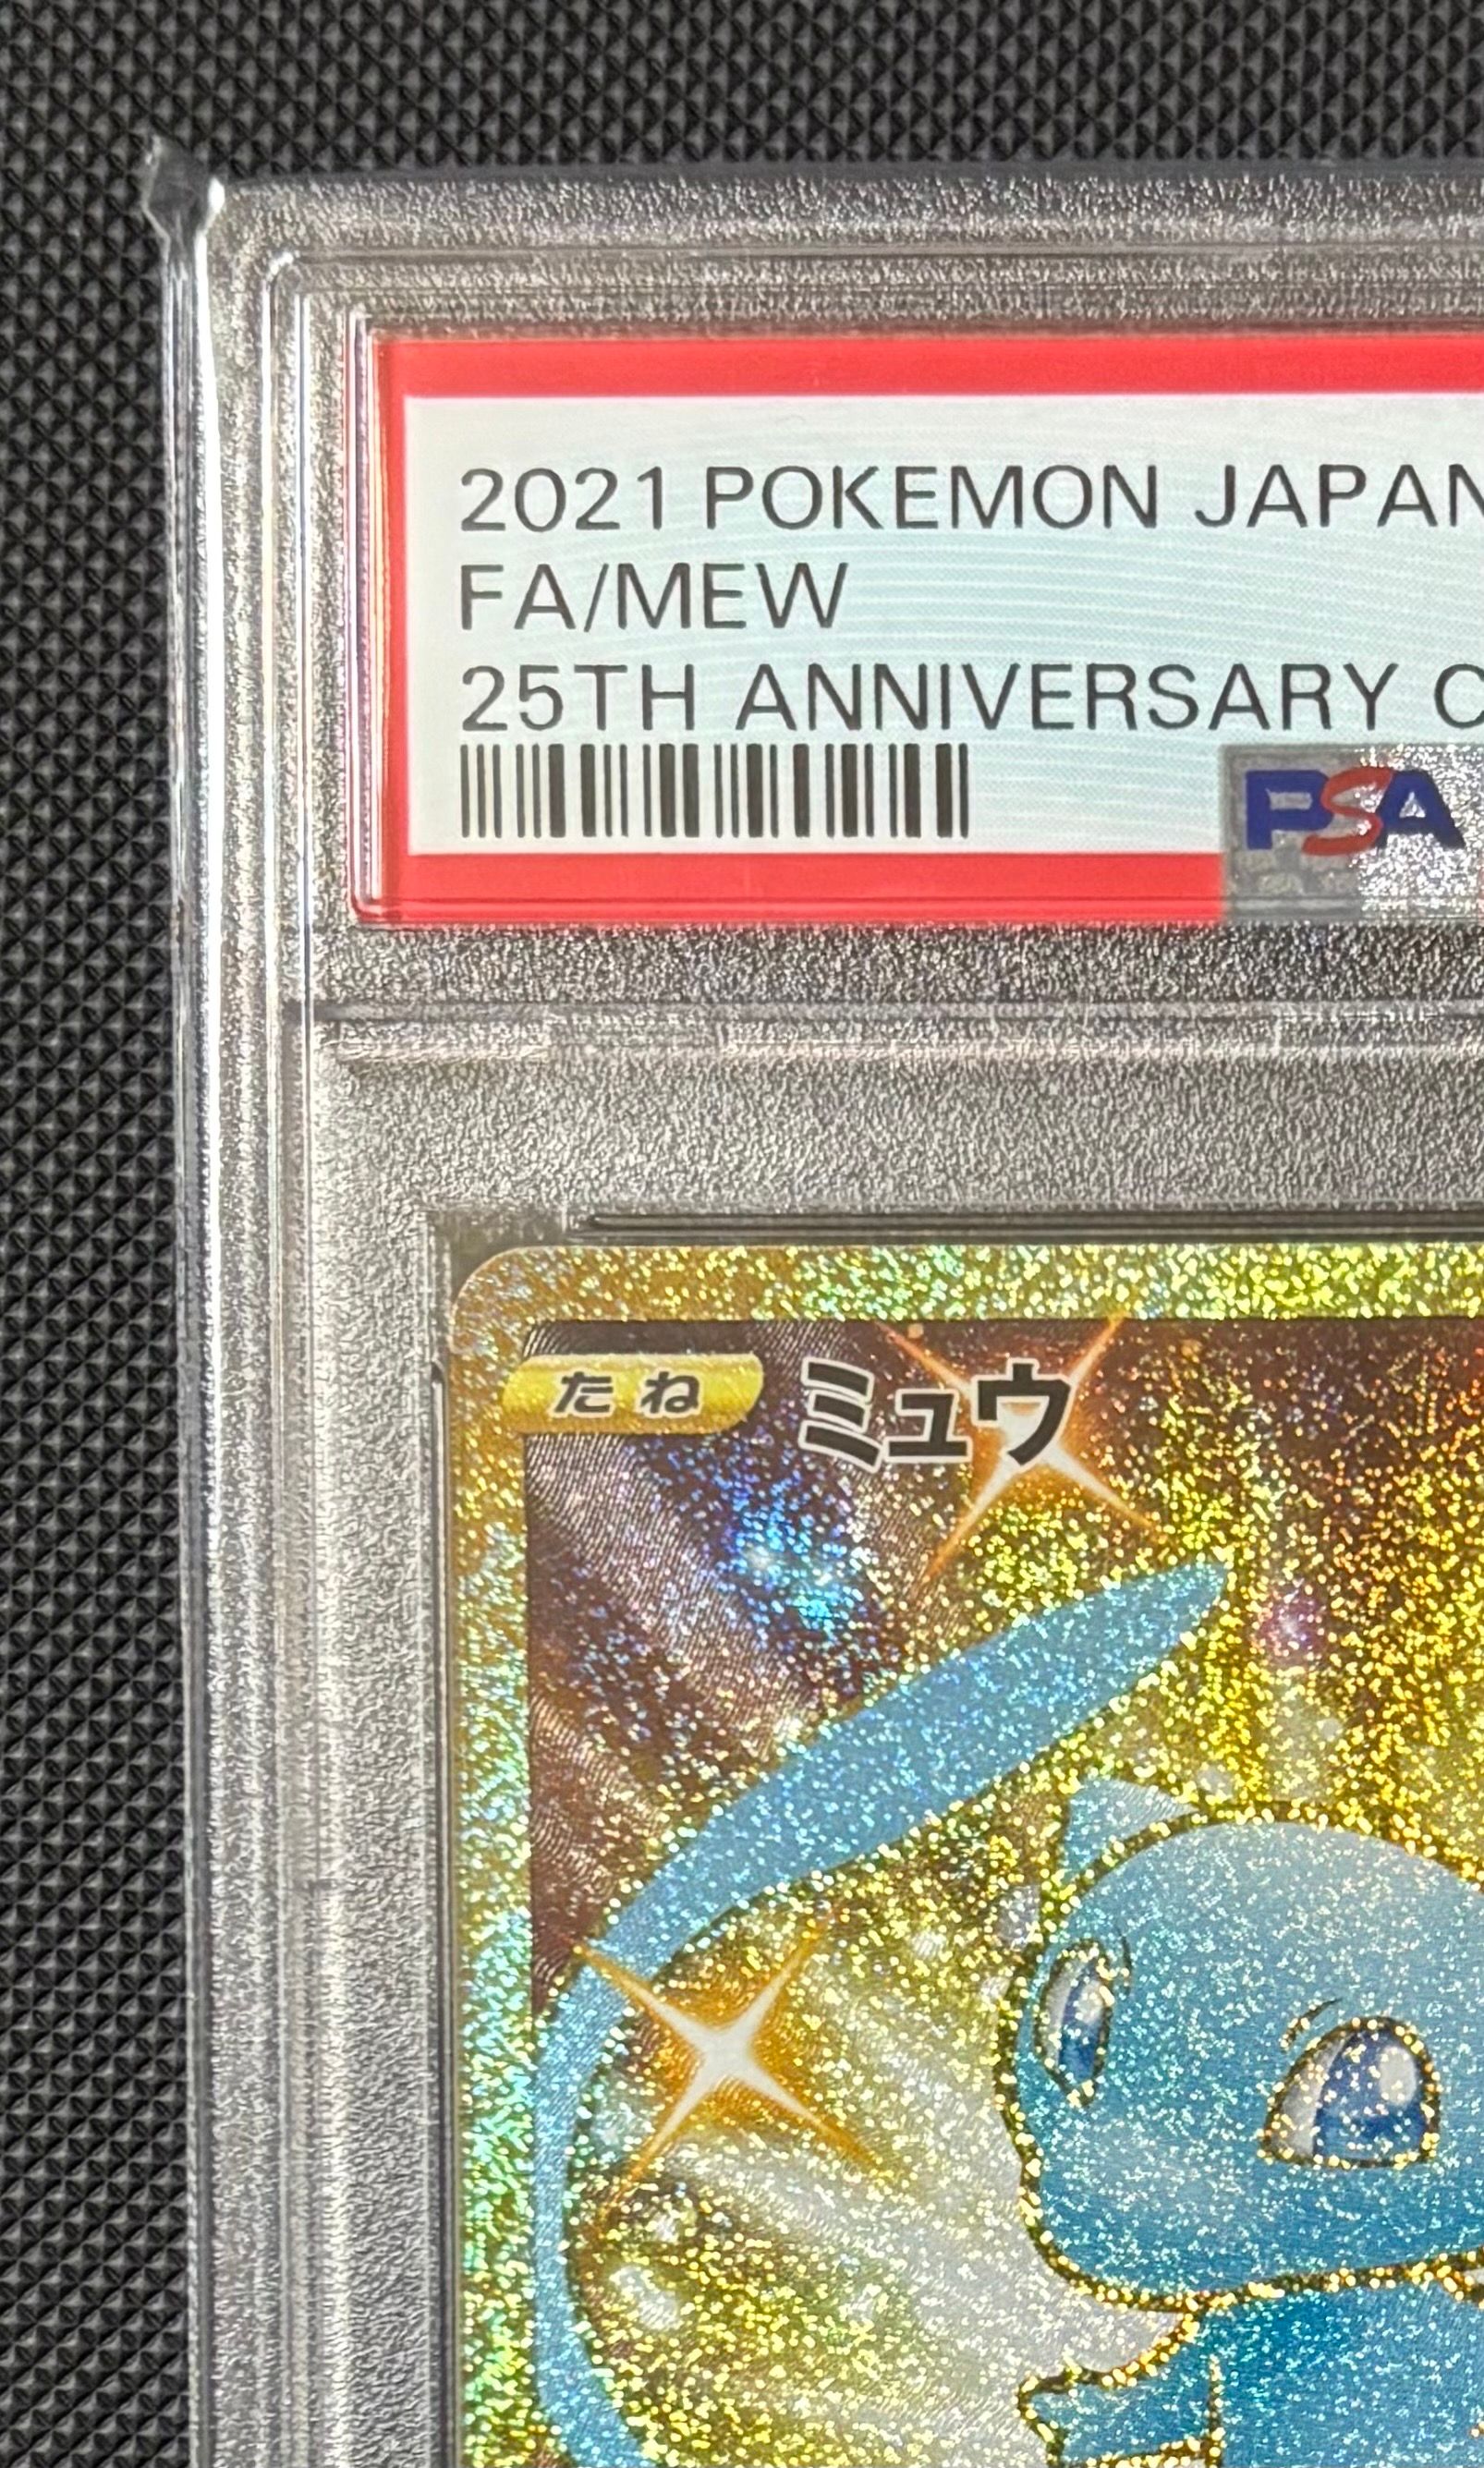 2021 POKEMON JAPAN
FA/MEW
25TH ANNIVERSARY C
PSA
たね ミュウ